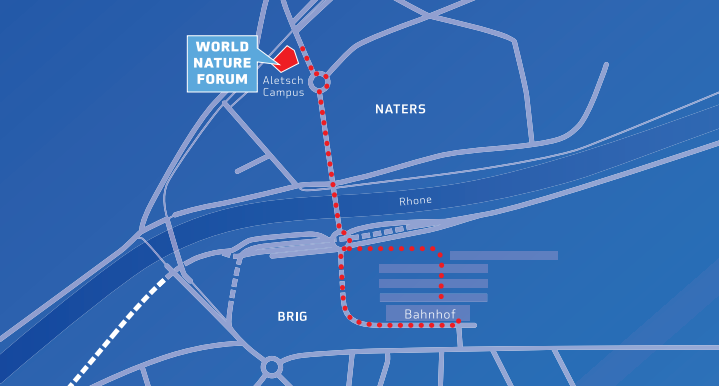 WORLD
NATURE
FORUM
Aletsch
Campus
NATERS
Rhone
BRIG
Bahnhof